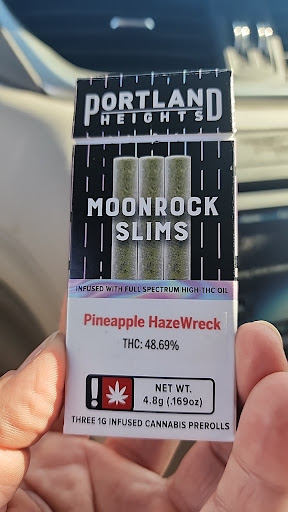 PORTLAND
HEIGHTS
MOONROCK
SLIMS
INFUSED WITH FULL SPECTRUM HIGH-THC OIL
Pineapple HazeWreck
THC: 48.69%
!
NET WT.
4.8g (.169oz)
THREE 1G INFUSED CANNABIS PREROLLS